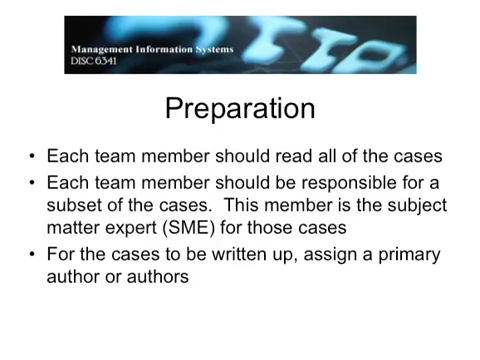 Management Information Systems
DISC 6341
Preparation
• Each team member should read all of the cases
• Each team member should be responsible for a
subset of the cases.  This member is the subject
matter expert (SME) for those cases
• For the cases to be written up, assign a primary
author or authors